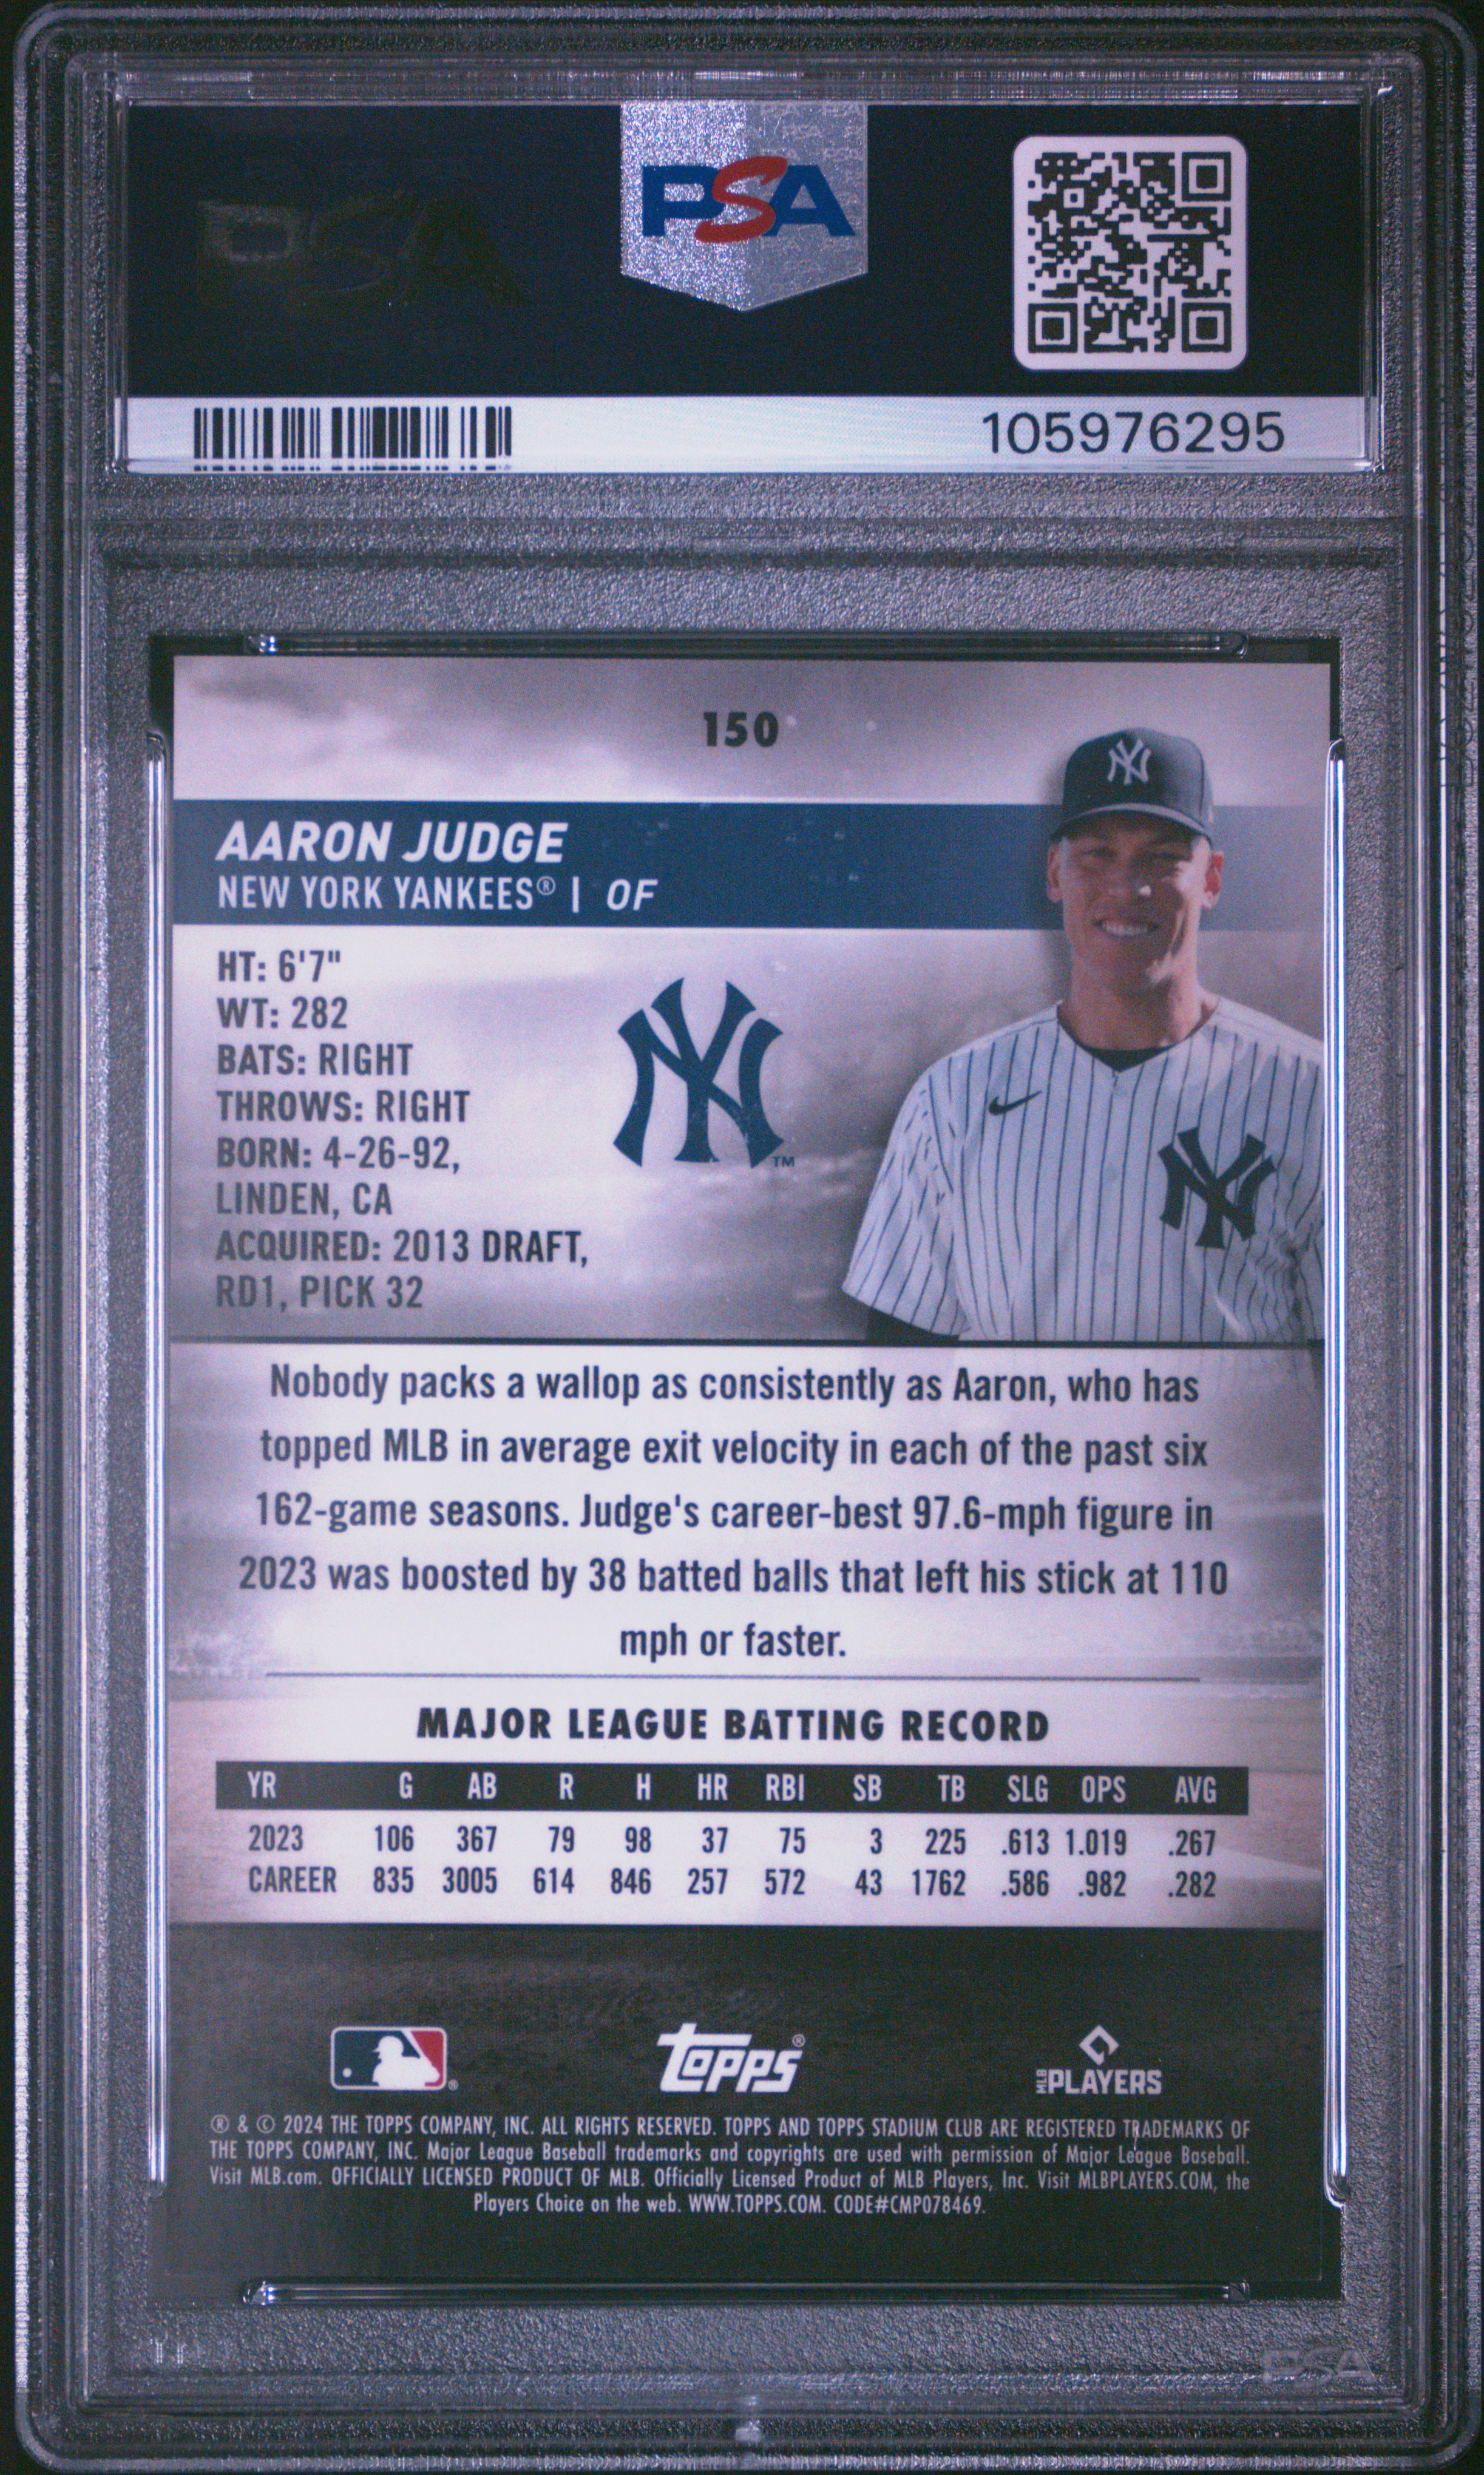 PSA
PSA
105976295
150
AARON JUDGE
NEW YORK YANKEES® | OF
HT: 6'7"
WT: 282
BATS: RIGHT
THROWS: RIGHT
BORN: 4-26-92,
LINDEN, CA
ACQUIRED: 2013 DRAFT,
RD1, PICK 32
NY
TM
Nobody packs a wallop as consistently as Aaron, who has
topped MLB in average exit velocity in each of the past six
162-game seasons. Judge's career-best 97.6-mph figure in
2023 was boosted by 38 batted balls that left his stick at 110
mph or faster.
MAJOR LEAGUE BATTING RECORD
YR G AB R H HR RBI SB TB SLG OPS AVG
2023 106 367 79 98 37 75 3 225 .613 1.019 .267
CAREER 835 3005 614 846 257 572 43 1762 .586 .982 .282
topps®
MLB PLAYERS
® & © 2024 THE TOPPS COMPANY, INC. ALL RIGHTS RESERVED. TOPPS AND TOPPS STADIUM CLUB ARE REGISTERED TRADEMARKS OF
THE TOPPS COMPANY, INC. Major League Baseball trademarks and copyrights are used with permission of Major League Baseball.
Visit MLB.com. OFFICIALLY LICENSED PRODUCT OF MLB. Officially Licensed Product of MLB Players, Inc. Visit MLBPLAYERS.COM, the
Players Choice on the web. WWW.TOPPS.COM. CODE#CMP078469.
PSA